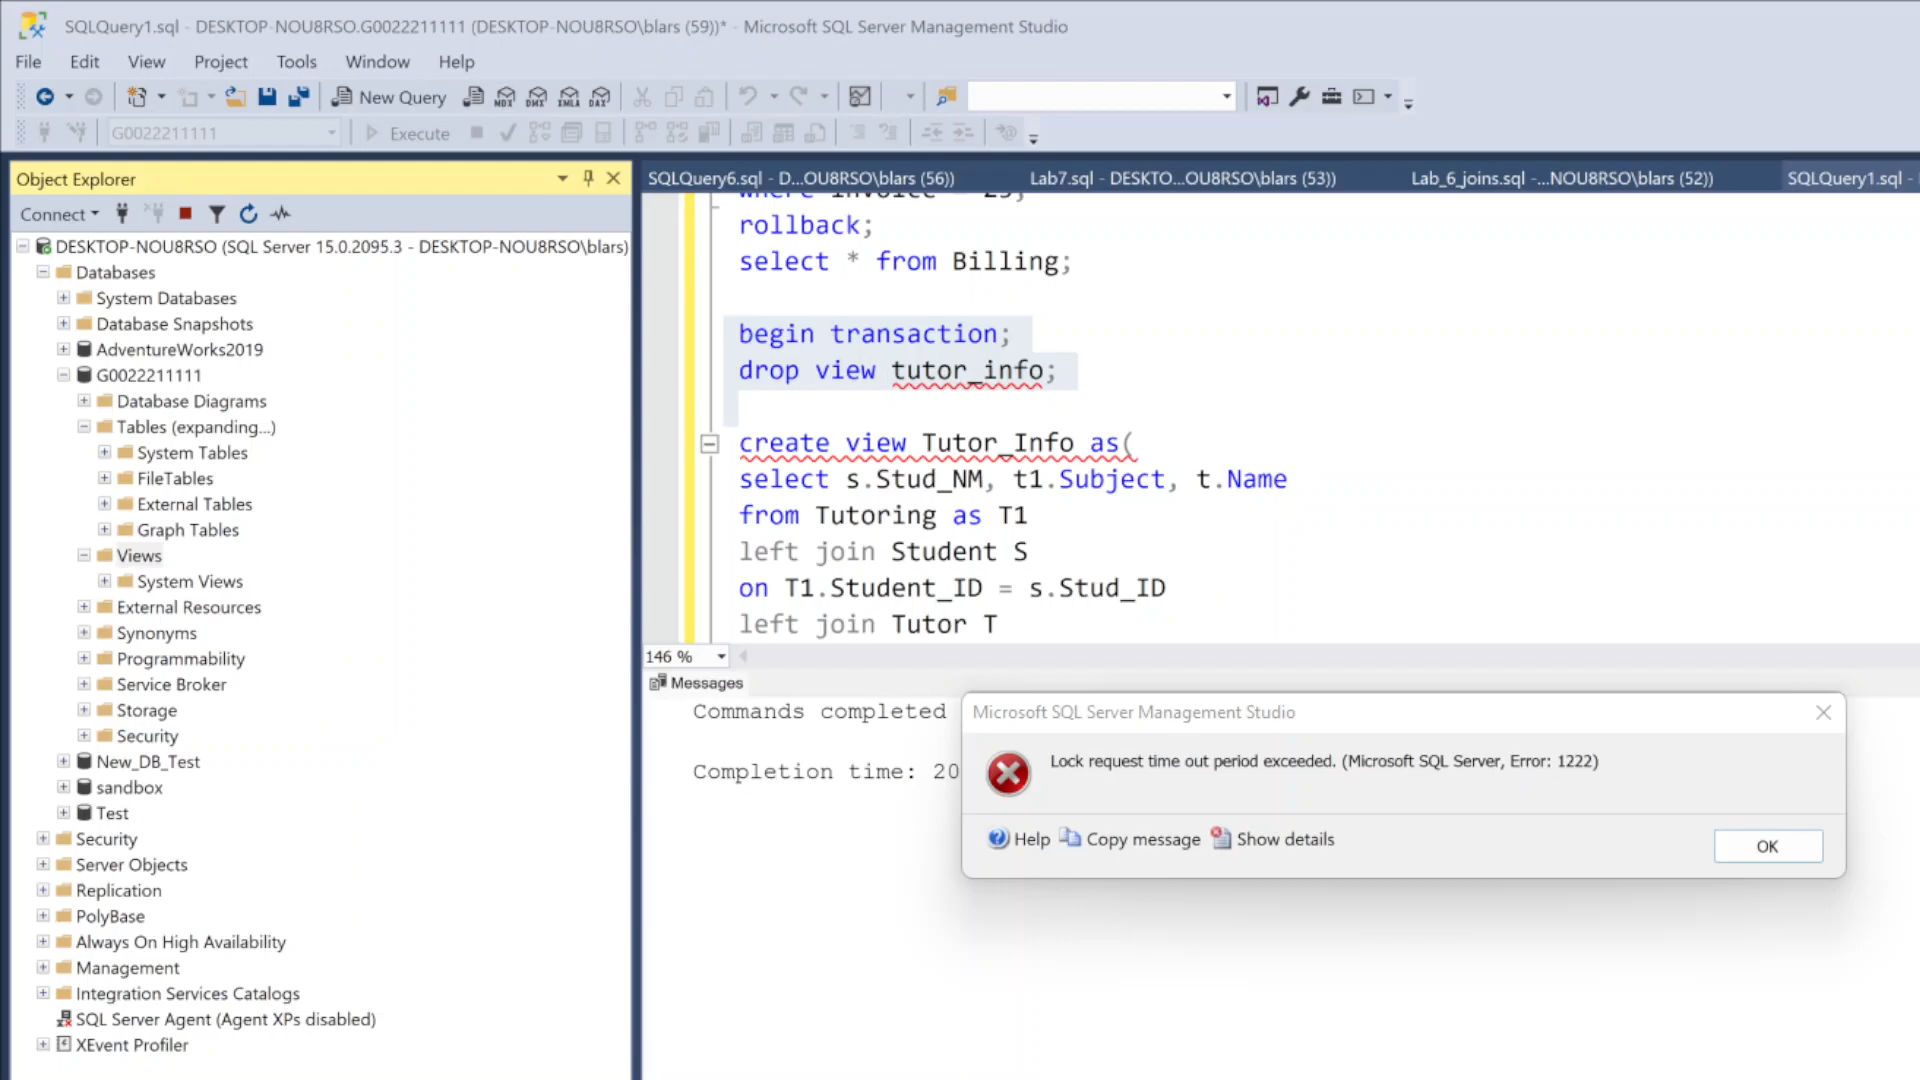 SQLQuery1.sql - DESKTOP-NOU8RSO.G0022211111 (DESKTOP-NOU8RSO\blars (59))* - Microsoft SQL Server Management Studio
File Edit View Project Tools Window Help
New Query MDX DMX XMLA DAX
G0022211111 Execute
Object Explorer
Connect
DESKTOP-NOU8RSO (SQL Server 15.0.2095.3 - DESKTOP-NOU8RSO\blars)
Databases
System Databases
Database Snapshots
AdventureWorks2019
G0022211111
Database Diagrams
Tables (expanding...)
System Tables
FileTables
External Tables
Graph Tables
Views
System Views
External Resources
Synonyms
Programmability
Service Broker
Storage
Security
New_DB_Test
sandbox
Test
Security
Server Objects
Replication
PolyBase
Always On High Availability
Management
Integration Services Catalogs
SQL Server Agent (Agent XPs disabled)
XEvent Profiler
SQLQuery6.sql - D...OU8RSO\blars (56)) Lab7.sql - DESKTO...OU8RSO\blars (53)) Lab_6_joins.sql -...NOU8RSO\blars (52)) SQLQuery1.sql -
rollback;
select * from Billing;
begin transaction;
drop view tutor_info;
create view Tutor_Info as(
select s.Stud_NM, t1.Subject, t.Name
from Tutoring as T1
left join Student S
on T1.Student_ID = s.Stud_ID
left join Tutor T
146 %
Messages
Commands completed
Completion time: 20
Microsoft SQL Server Management Studio
Lock request time out period exceeded. (Microsoft SQL Server, Error: 1222)
Help Copy message Show details OK